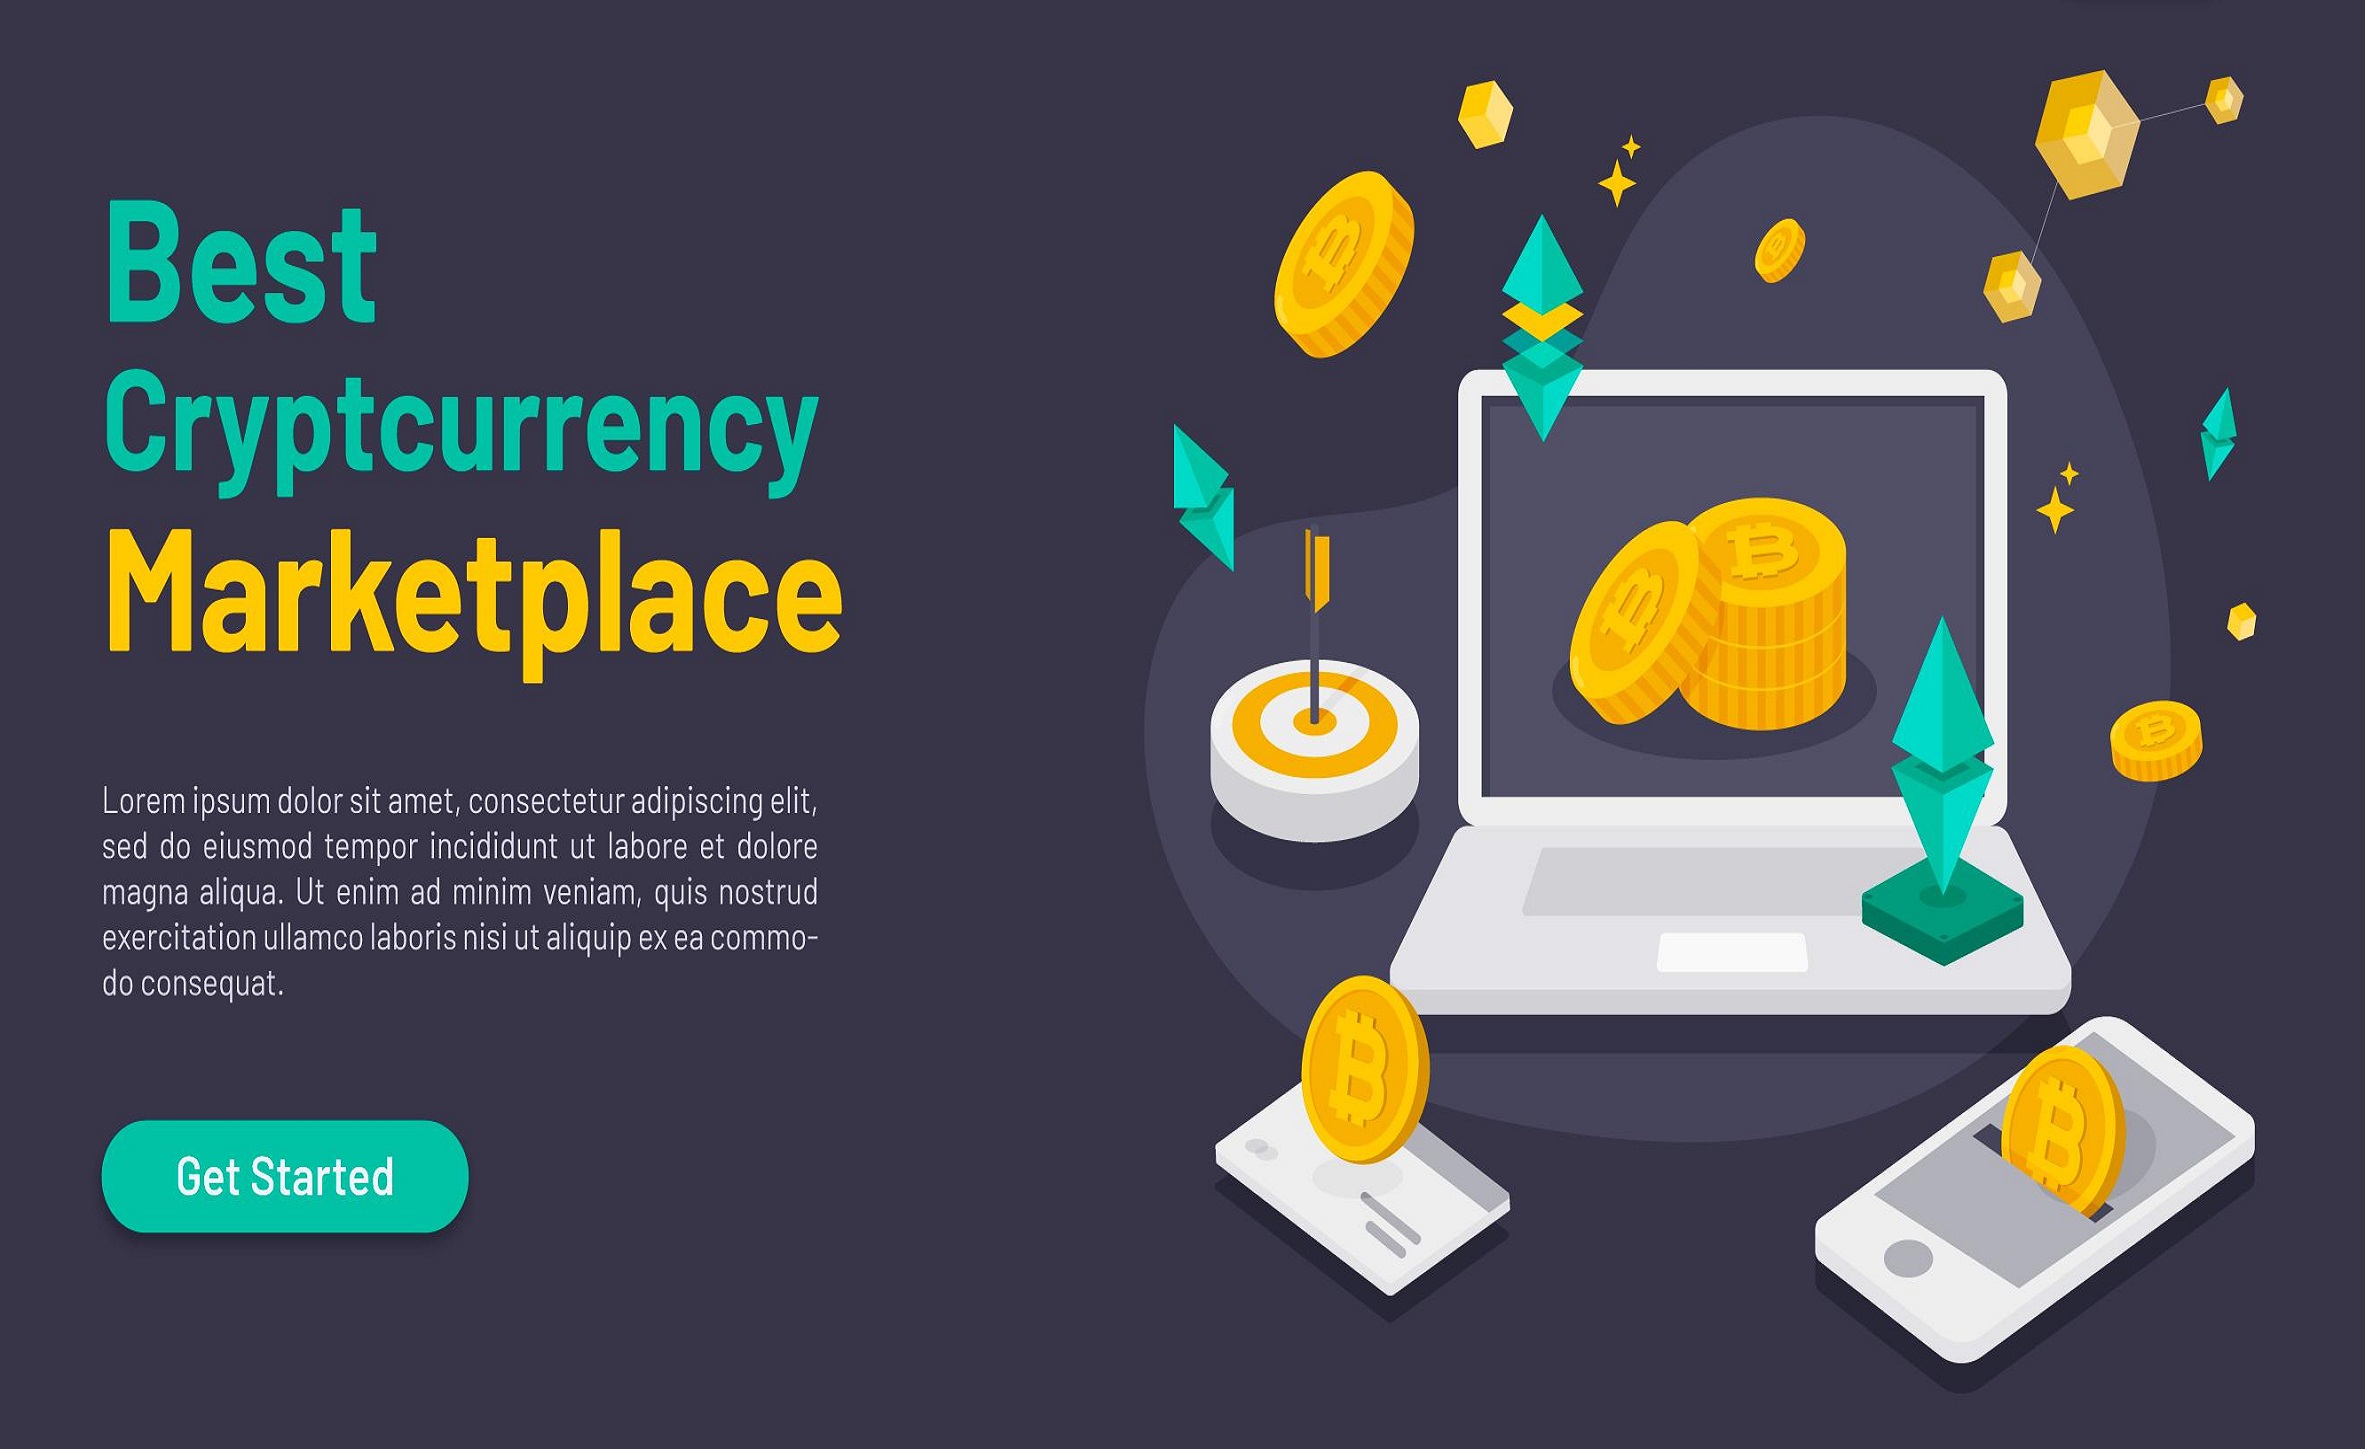 Best
Cryptcurrency
Marketplace
Lorem ipsum dolor sit amet, consectetur adipiscing elit,
sed do eiusmod tempor incididunt ut labore et dolore
magna aliqua. Ut enim ad minim veniam, quis nostrud
exercitation ullamco laboris nisi ut aliquip ex ea commo-
do consequat.
Get Started